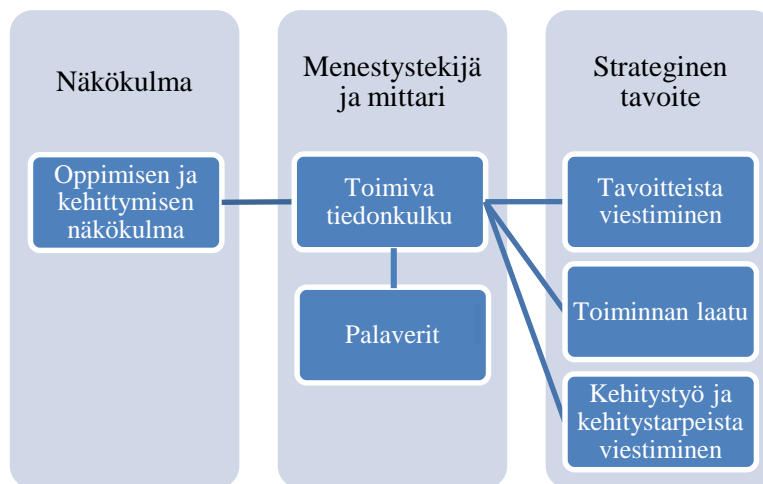 Näkökulma
Oppimisen ja
kehittymisen
näkökulma
Menestystekijä
ja mittari
Toimiva
tiedonkulku
Palaverit
Strateginen
tavoite
Tavoitteista
viestiminen
Toiminnan laatu
Kehitystyö ja
kehitystarpeista
viestiminen